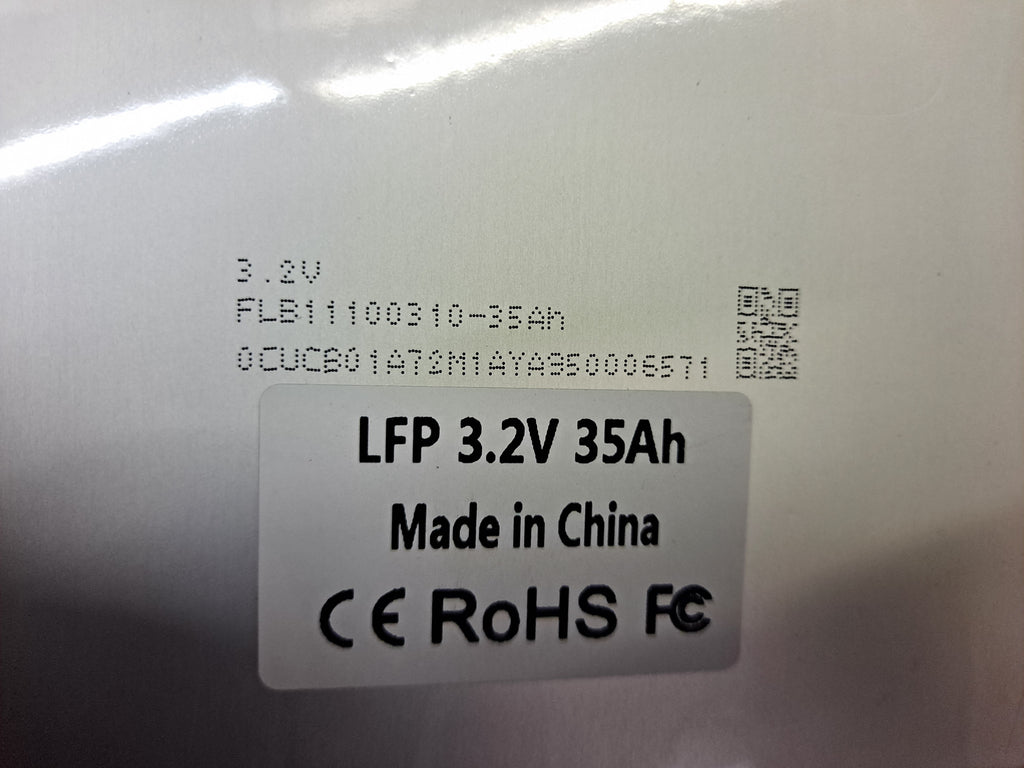 3.2V
FLB11100310-35Ah
0CUCB01A72M1AYA950006571
LFP 3.2V 35Ah
Made in China
CE RoHS FC